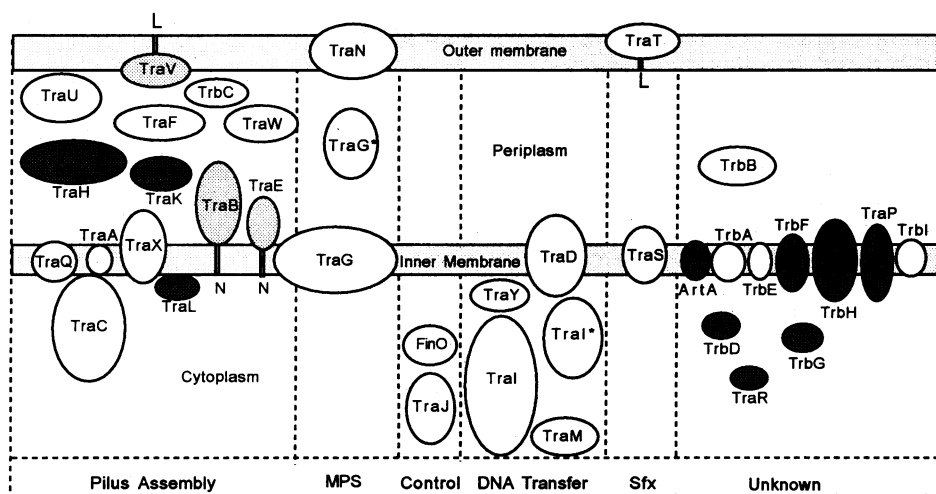 L
TraN
TraT
Outer membrane
TraV
L
TraU
TrbC
TraF
TraW
TraG*
Periplasm
TrbB
TraH
TraK
TraB
TraE
TraP
TraA
TraX
TrbF
TrbA
TrbI
TraQ
TraG
Inner Membrane
TraD
TraS
N
N
ArtA
TrbE
TraL
TraY
TrbH
TraC
TraI*
FinO
TrbD
TrbG
Cytoplasm
TraI
TraR
TraJ
TraM
Pilus Assembly
MPS
Control
DNA Transfer
Sfx
Unknown